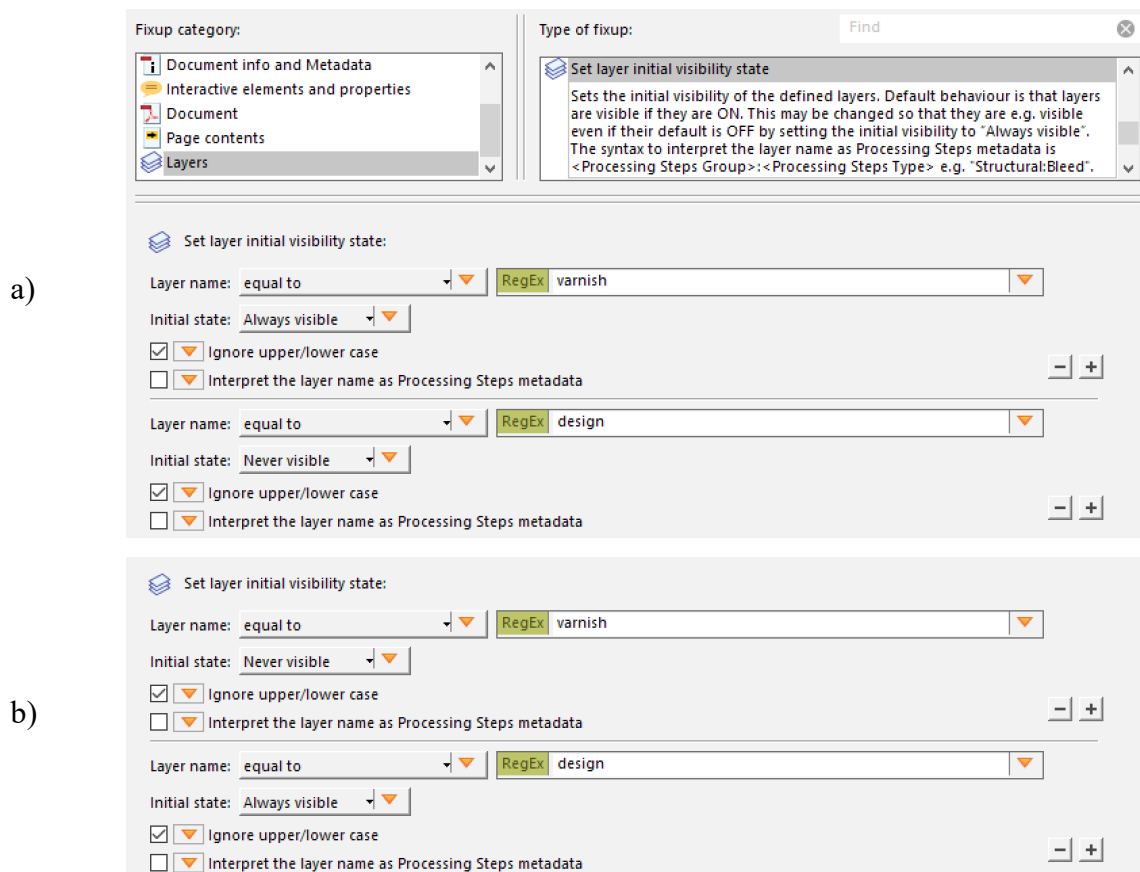 Fixup category:
Type of fixup:
Find
Document info and Metadata
Interactive elements and properties
Document
Page contents
Layers
Set layer initial visibility state
Sets the initial visibility of the defined layers. Default behaviour is that layers
are visible if they are ON. This may be changed so that they are e.g. visible
even if their default is OFF by setting the initial visibility to "Always visible".
The syntax to interpret the layer name as Processing Steps metadata is
<Processing Steps Group>:<Processing Steps Type> e.g. "Structural:Bleed".
a)
Set layer initial visibility state:
Layer name: equal to RegEx varnish
Initial state: Always visible
Ignore upper/lower case
Interpret the layer name as Processing Steps metadata
Layer name: equal to RegEx design
Initial state: Never visible
Ignore upper/lower case
Interpret the layer name as Processing Steps metadata
b)
Set layer initial visibility state:
Layer name: equal to RegEx varnish
Initial state: Never visible
Ignore upper/lower case
Interpret the layer name as Processing Steps metadata
Layer name: equal to RegEx design
Initial state: Always visible
Ignore upper/lower case
Interpret the layer name as Processing Steps metadata